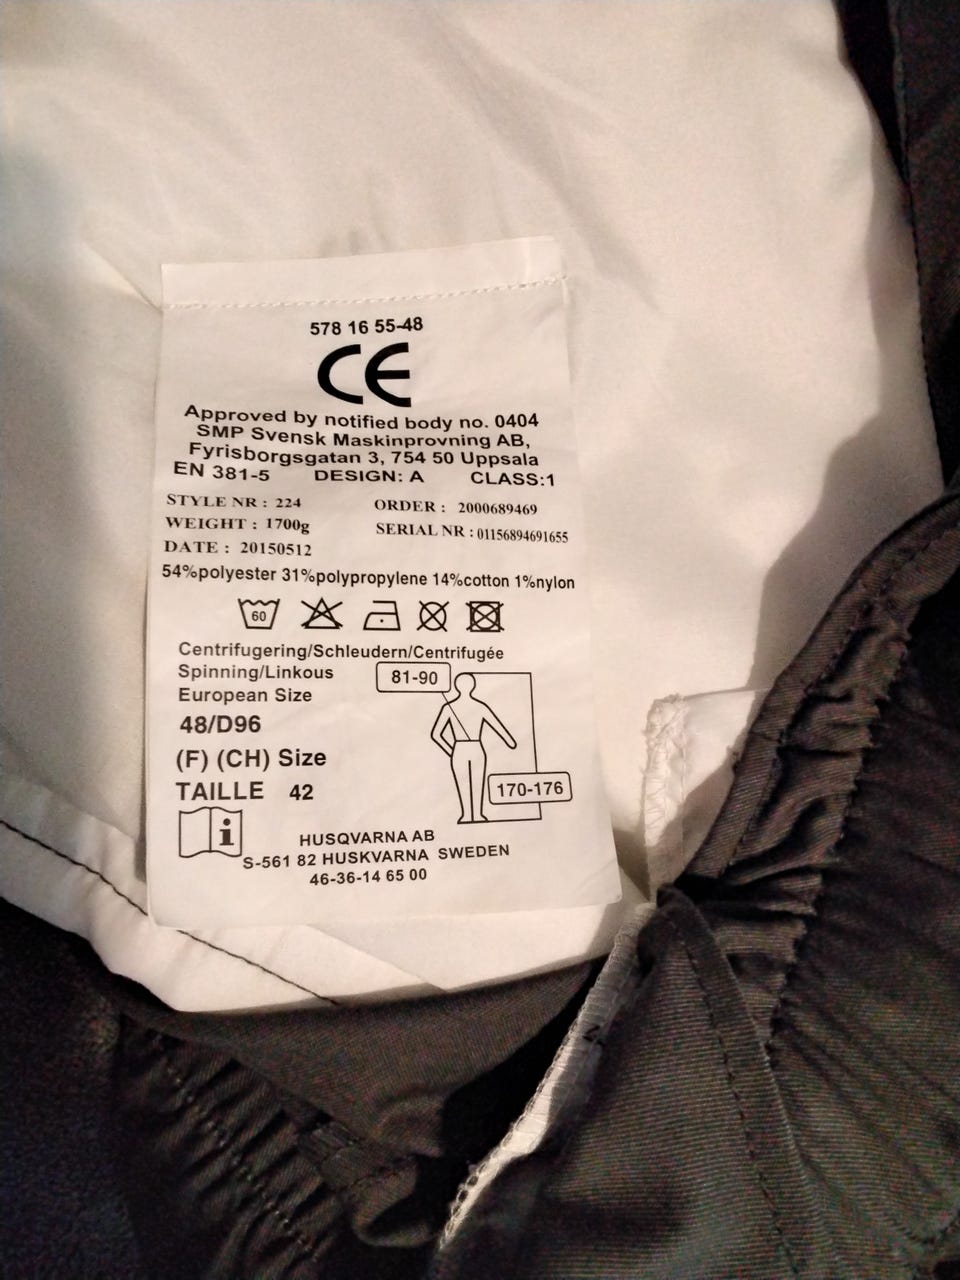 578 16 55-48
CE
Approved by notified body no. 0404
SMP Svensk Maskinprovning AB,
Fyrisborgsgatan 3, 754 50 Uppsala
EN 381-5 DESIGN: A CLASS:1
STYLE NR : 224 ORDER : 2000689469
WEIGHT : 1700g SERIAL NR : 01156894691655
DATE : 20150512
54%polyester 31%polypropylene 14%cotton 1%nylon
60
Centrifugering/Schleudern/Centrifugée
Spinning/Linkous
European Size
48/D96
(F) (CH) Size
TAILLE 42
81-90
170-176
i
HUSQVARNA AB
S-561 82 HUSKVARNA SWEDEN
46-36-14 65 00